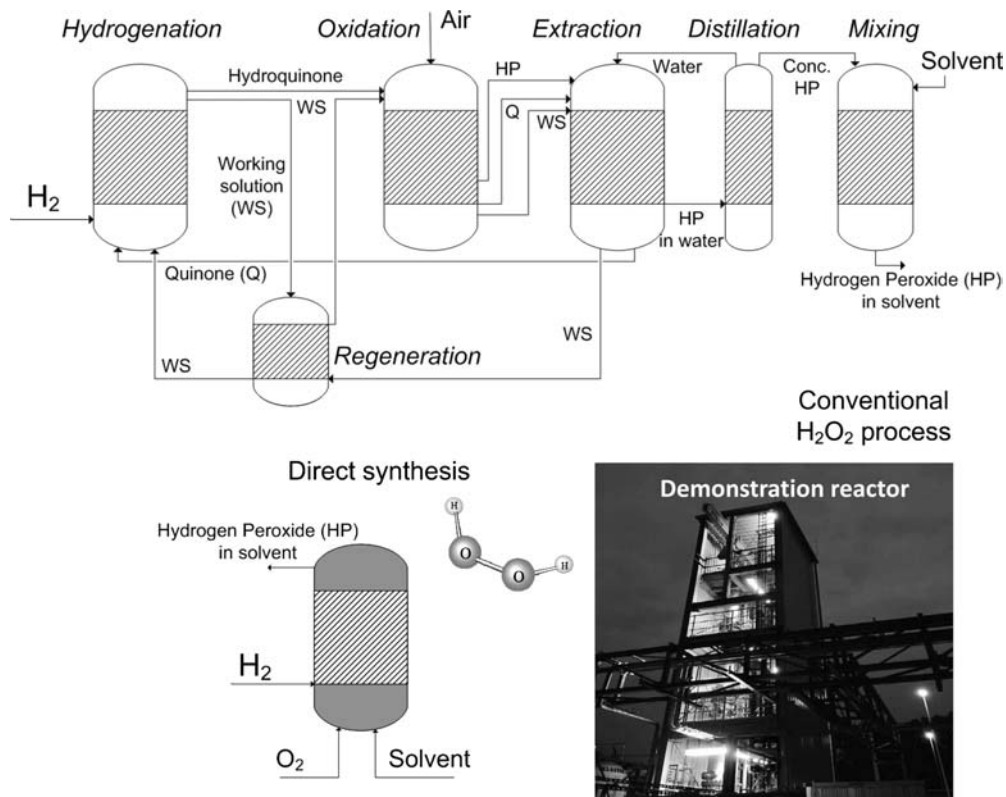 Hydrogenation
Oxidation
Air
Extraction
Distillation
Mixing
Hydroquinone
WS
HP
Q
WS
Water
Conc.
HP
Solvent
Working
solution
(WS)
H₂
HP
in water
Quinone (Q)
Hydrogen Peroxide (HP)
in solvent
WS
Regeneration
WS
Conventional
H₂O₂ process
Direct synthesis
Hydrogen Peroxide (HP)
in solvent
H
O
O
H
H₂
O₂
Solvent
Demonstration reactor